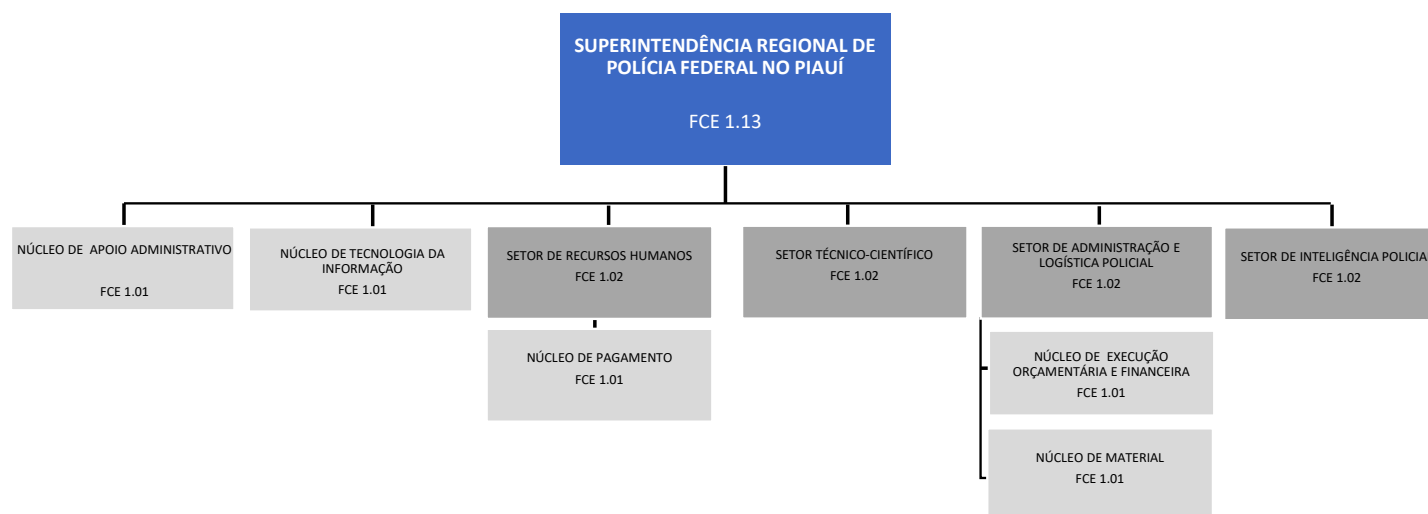 SUPERINTENDÊNCIA REGIONAL DE
POLÍCIA FEDERAL NO PIAUÍ
FCE 1.13
NÚCLEO DE APOIO ADMINISTRATIVO
FCE 1.01
NÚCLEO DE TECNOLOGIA DA
INFORMAÇÃO
FCE 1.01
SETOR DE RECURSOS HUMANOS
FCE 1.02
SETOR TÉCNICO-CIENTÍFICO
FCE 1.02
SETOR DE ADMINISTRAÇÃO E
LOGÍSTICA POLICIAL
FCE 1.02
SETOR DE INTELIGÊNCIA POLICIA
FCE 1.02
NÚCLEO DE PAGAMENTO
FCE 1.01
NÚCLEO DE EXECUÇÃO
ORÇAMENTÁRIA E FINANCEIRA
FCE 1.01
NÚCLEO DE MATERIAL
FCE 1.01